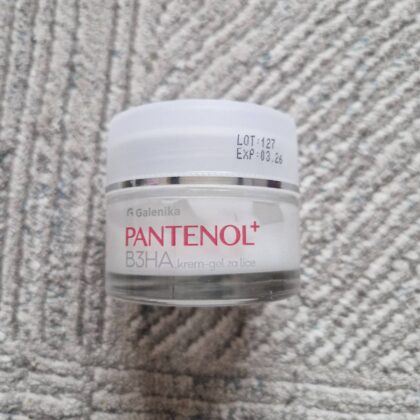 LOT:127
EXP:03.26
Galenika
PANTENOL+
B3HA krem-gel za lice